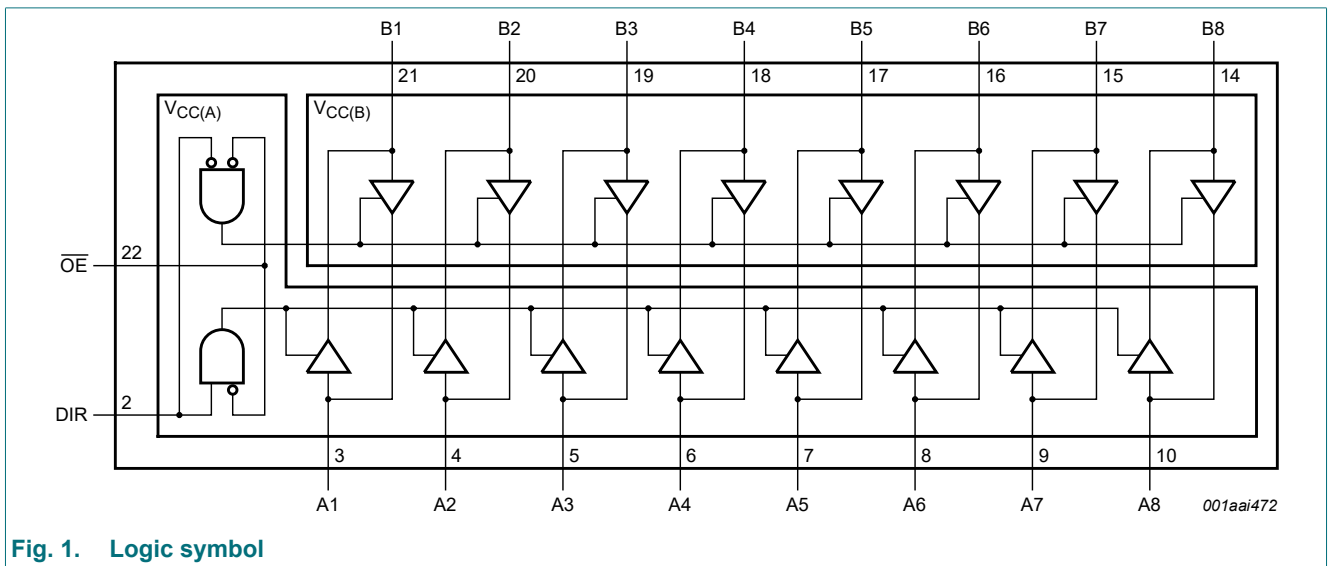 B1 B2 B3 B4 B5 B6 B7 B8
21 20 19 18 17 16 15 14
VCC(A) VCC(B)
22
OE
2
DIR
3 4 5 6 7 8 9 10
A1 A2 A3 A4 A5 A6 A7 A8 001aai472
Fig. 1. Logic symbol